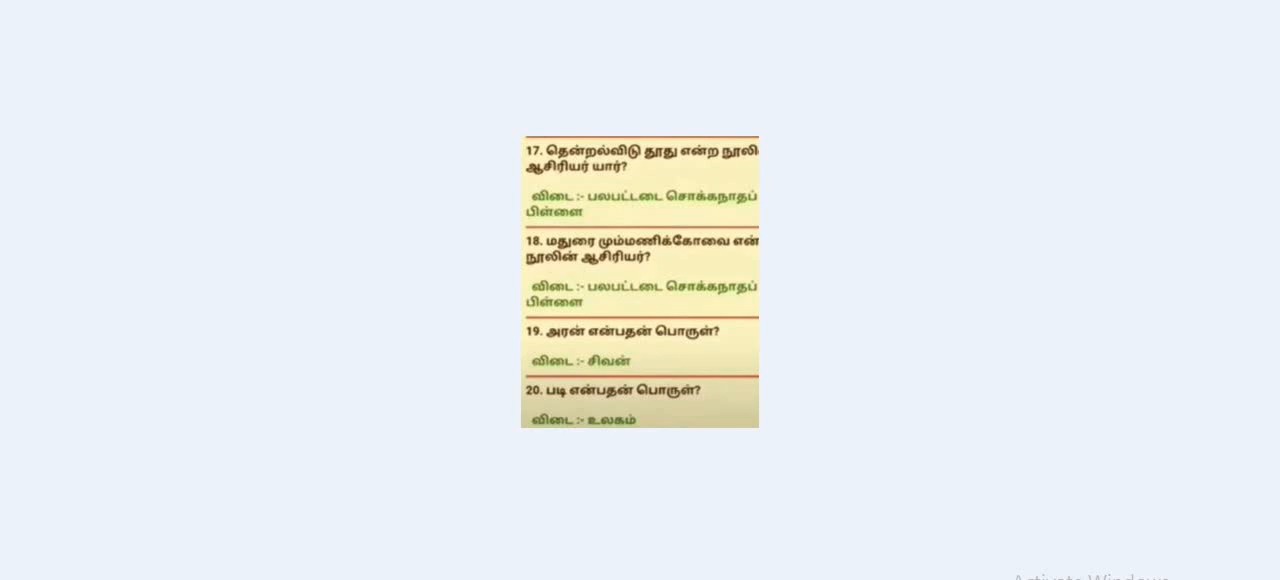 17. தென்றல்விடு தூது என்ற நூலி
ஆசிரியர் யார்?
விடை :- பலபட்டடை சொக்கநாதப்
பிள்ளை
18. மதுரை மும்மணிக்கோவை என்
நூலின் ஆசிரியர்?
விடை :- பலபட்டடை சொக்கநாதப்
பிள்ளை
19. அரன் என்பதன் பொருள்?
விடை :- சிவன்
20. படி என்பதன் பொருள்?
விடை :- உலகம்